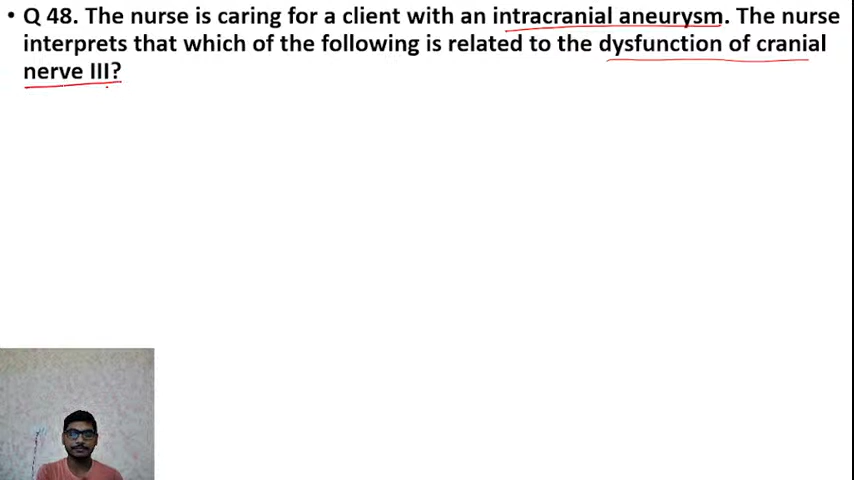 • Q 48. The nurse is caring for a client with an intracranial aneurysm. The nurse
interprets that which of the following is related to the dysfunction of cranial
nerve III?